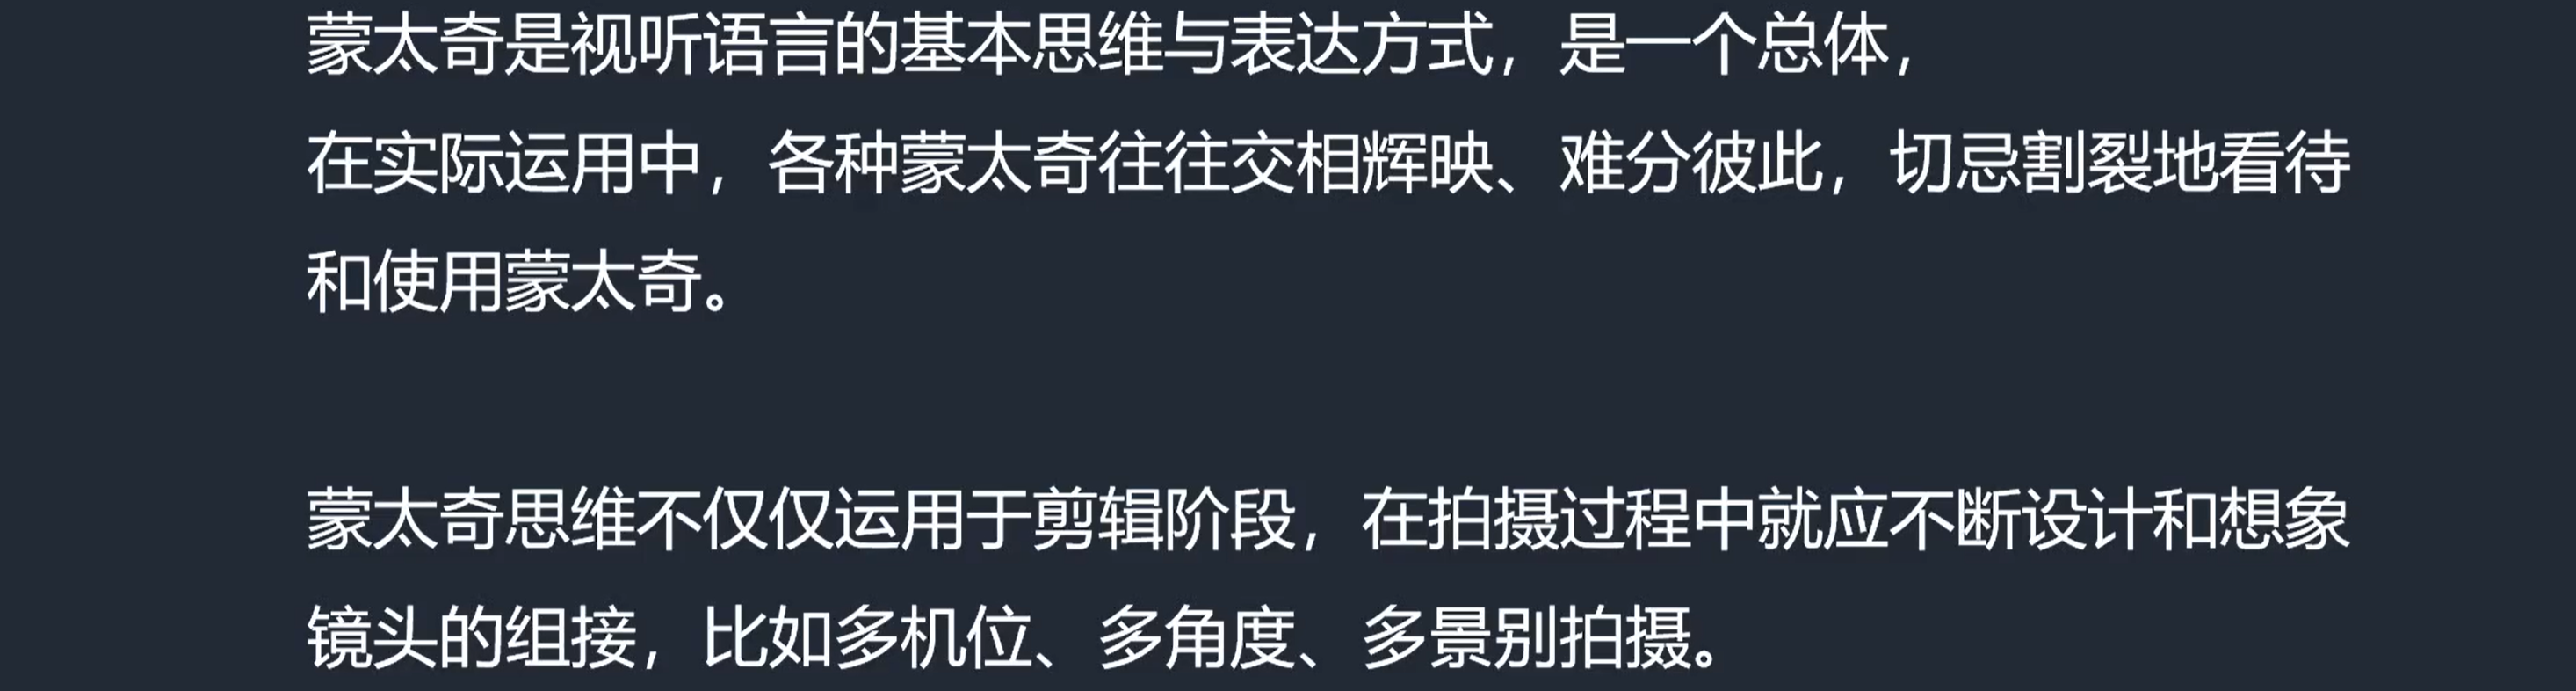 蒙太奇是视听语言的基本思维与表达方式，是一个总体，
在实际运用中，各种蒙太奇往往交相辉映、难分彼此，切忌割裂地看待
和使用蒙太奇。
蒙太奇思维不仅仅运用于剪辑阶段，在拍摄过程中就应不断设计和想象
镜头的组接，比如多机位、多角度、多景别拍摄。